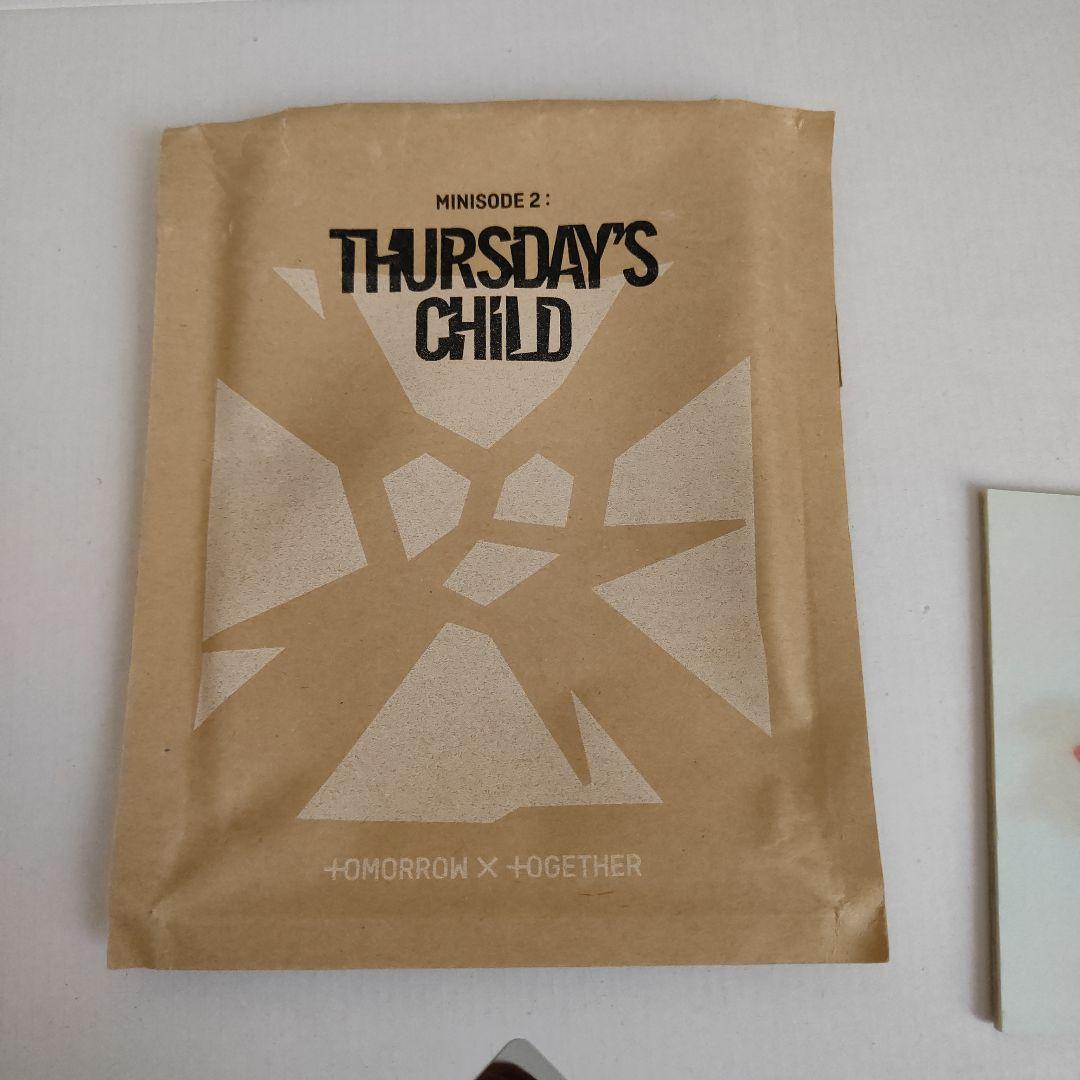 MINISODE 2 :
THURSDAY'S
CHILD
TOMORROW X TOGETHER